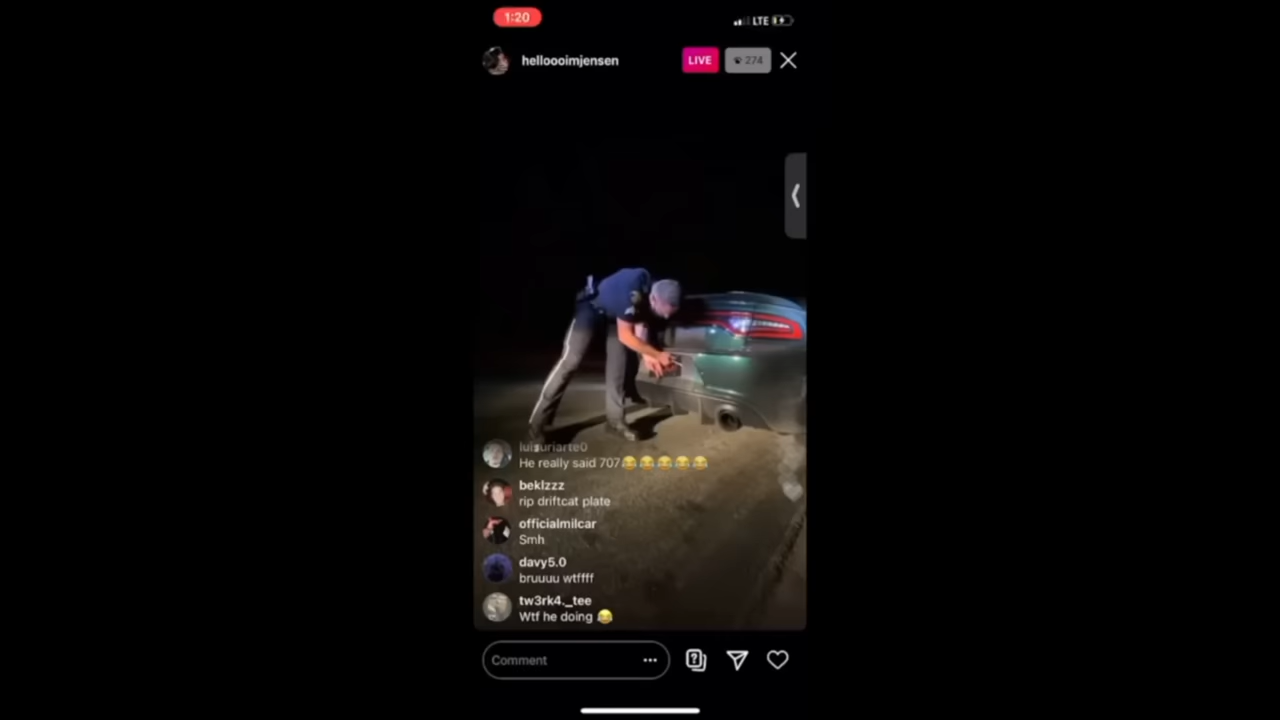 1:20
LTE
helloooimjensen
LIVE
274
luisuriarte0
He really said 707😂😂😂😂😂
beklzzz
rip driftcat plate
officialmilcar
Smh
davy5.0
bruuuu wtffff
tw3rk4._tee
Wtf he doing 😂
Comment